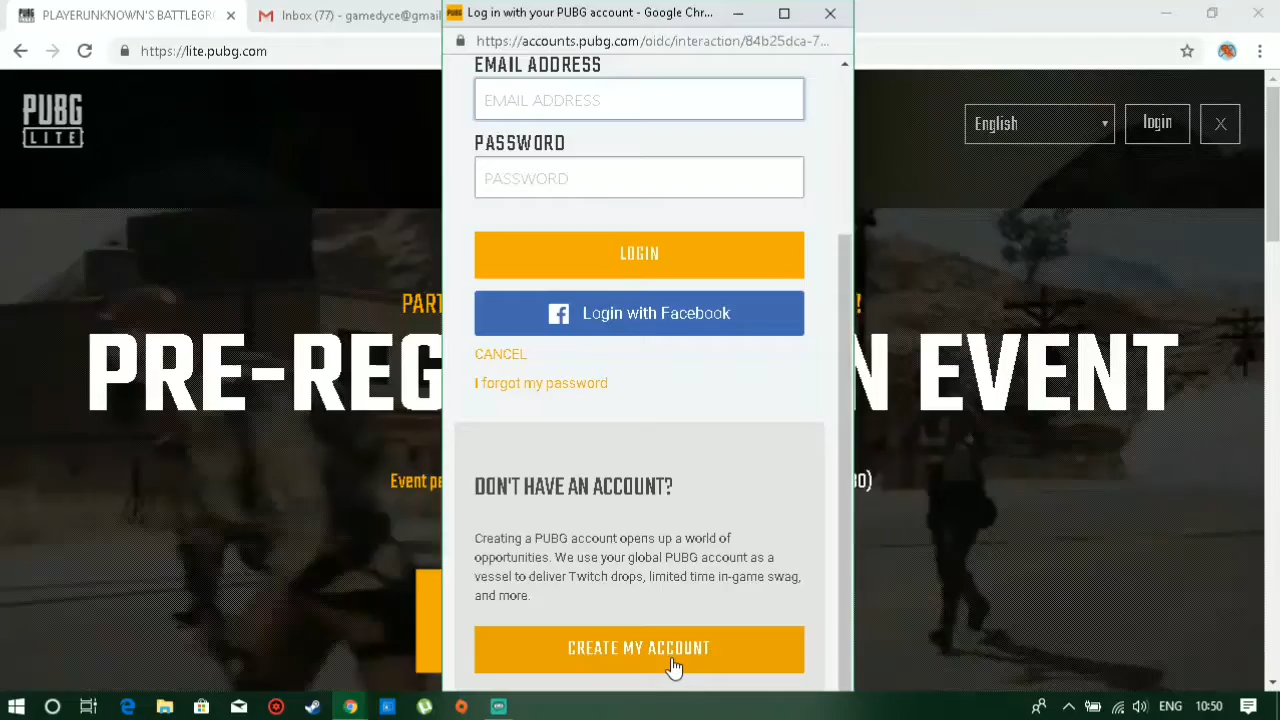 PLAYERUNKNOWN'S BATTLEGR
Inbox (77) - gamedyce@gmail
Log in with your PUBG account - Google Chr...
https://lite.pubg.com
https://accounts.pubg.com/oidc/interaction/84b25dca-7...
PUBG
LITE
English
login
X
EMAIL ADDRESS
EMAIL ADDRESS
PASSWORD
PASSWORD
LOGIN
Login with Facebook
CANCEL
I forgot my password
PART
!
PRE-REG
N EVENT
Event pe
00)
DON'T HAVE AN ACCOUNT?
Creating a PUBG account opens up a world of
opportunities. We use your global PUBG account as a
vessel to deliver Twitch drops, limited time in-game swag,
and more.
CREATE MY ACCOUNT
ENG
10:50